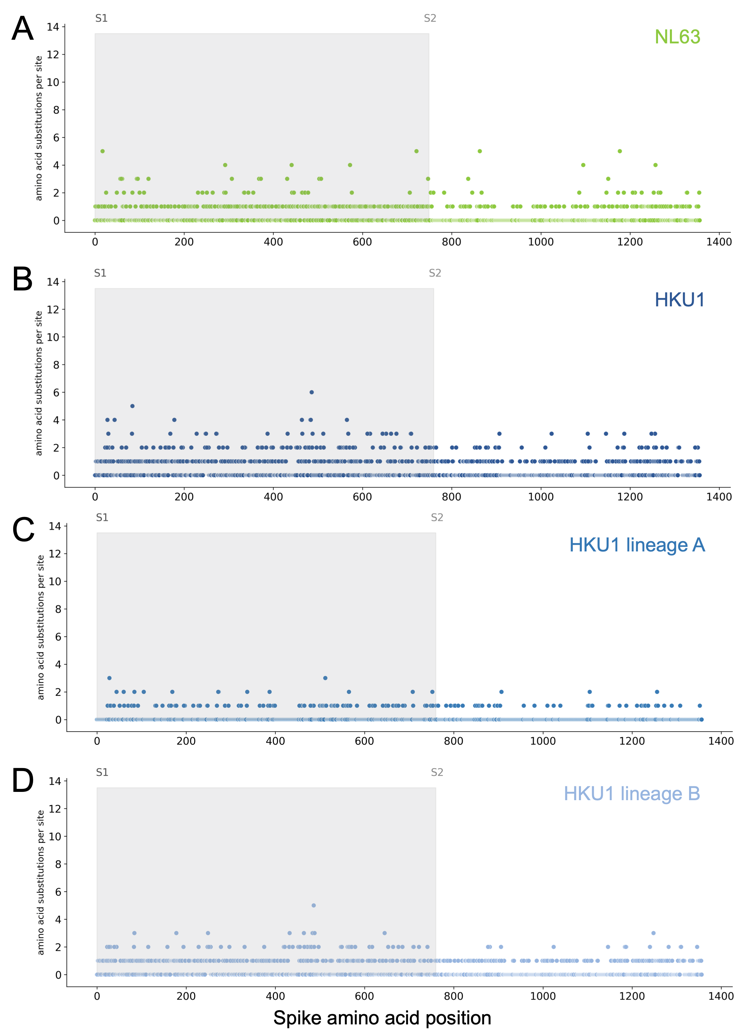 A
S1
S2
NL63
14
12
10
8
6
4
2
0
amino acid substitutions per site
0 200 400 600 800 1000 1200 1400
B
S1
S2
HKU1
14
12
10
8
6
4
2
0
amino acid substitutions per site
0 200 400 600 800 1000 1200 1400
C
S1
S2
HKU1 lineage A
14
12
10
8
6
4
2
0
amino acid substitutions per site
0 200 400 600 800 1000 1200 1400
D
S1
S2
HKU1 lineage B
14
12
10
8
6
4
2
0
amino acid substitutions per site
0 200 400 600 800 1000 1200 1400
Spike amino acid position